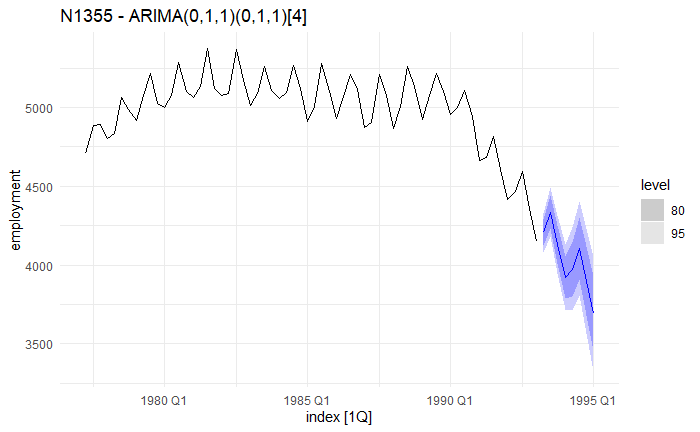 N1355 - ARIMA(0,1,1)(0,1,1)[4]
employment
5000
4500
4000
3500
1980 Q1
1985 Q1
1990 Q1
1995 Q1
index [1Q]
level
80
95